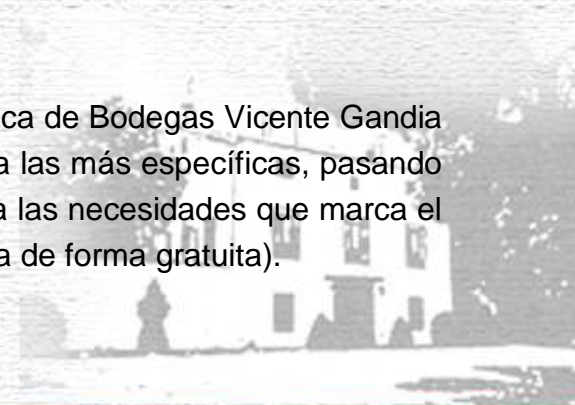 ca de Bodegas Vicente Gandia
a las más específicas, pasando
a las necesidades que marca el
a de forma gratuita).